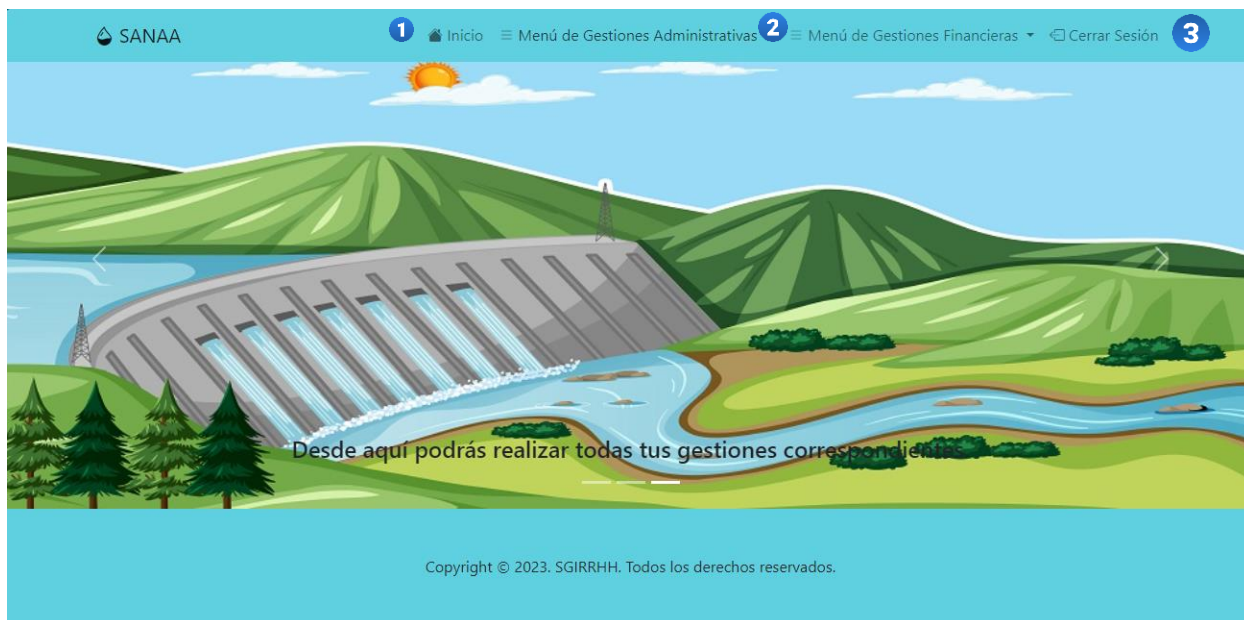 SANAA
1 Inicio Menú de Gestiones Administrativas 2 Menú de Gestiones Financieras Cerrar Sesión 3
Desde aquí podrás realizar todas tus gestiones correspondientes.
Copyright © 2023. SGIRRHH. Todos los derechos reservados.